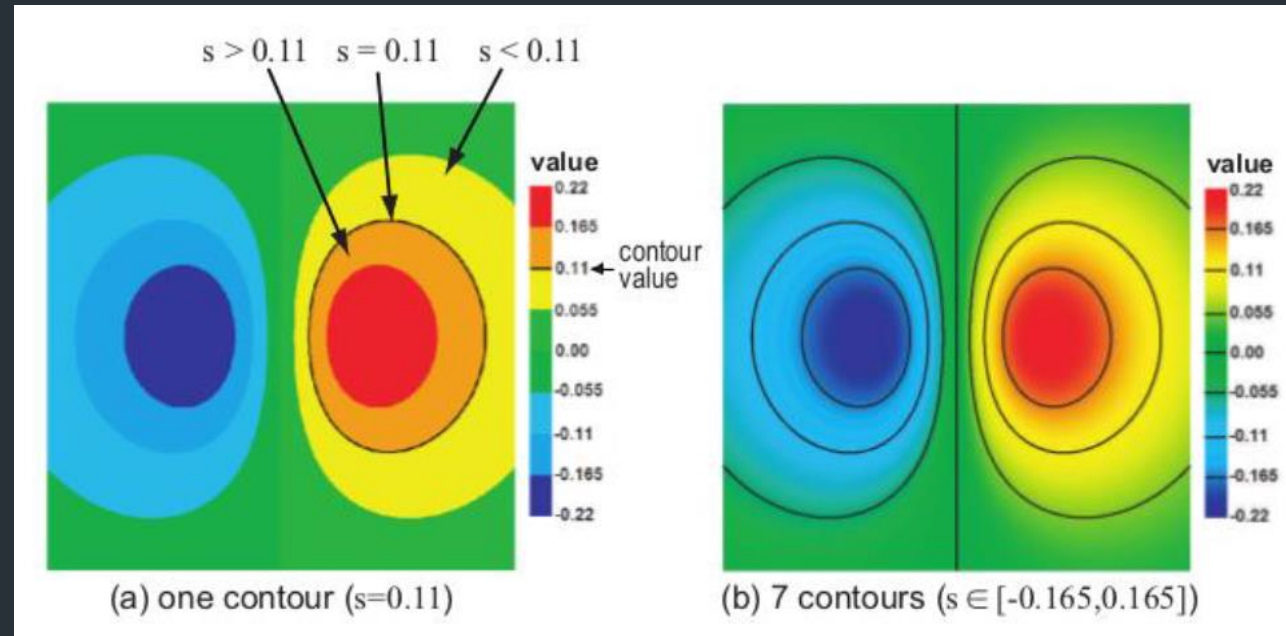 s > 0.11 s = 0.11 s < 0.11
value
0.22
0.165
0.11
0.055
0.00
-0.055
-0.11
-0.165
-0.22
contour
value
(a) one contour (s=0.11)
value
0.22
0.165
0.11
0.055
0.00
-0.055
-0.11
-0.165
-0.22
(b) 7 contours (s ∈ [-0.165,0.165])